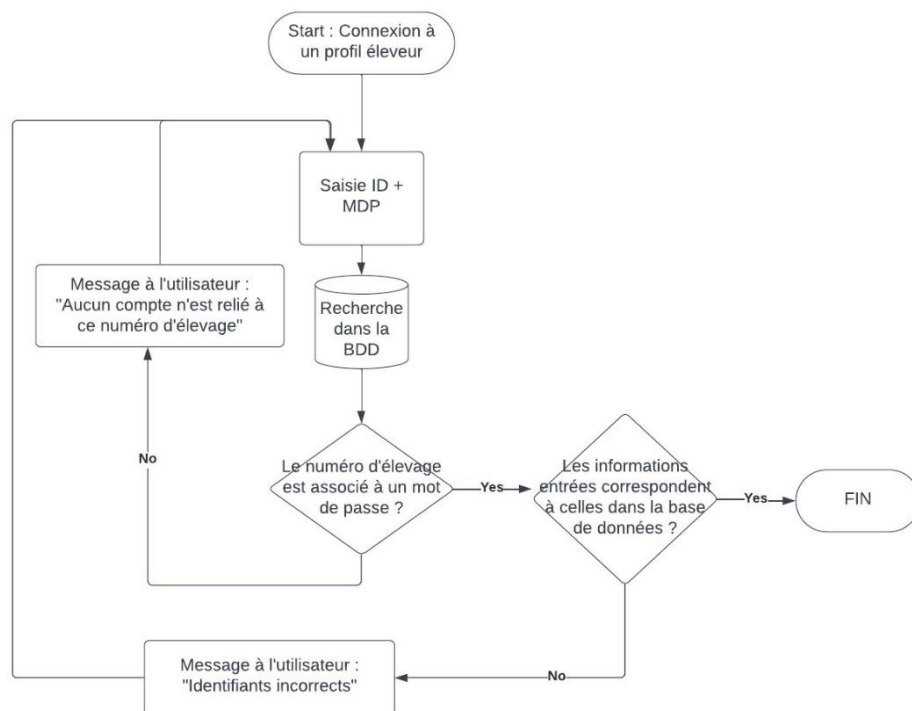 Start : Connexion à
un profil éleveur
Saisie ID +
MDP
Message à l'utilisateur :
"Aucun compte n'est relié à
ce numéro d'élevage"
Recherche
dans la
BDD
No
Le numéro d'élevage
est associé à un mot
de passe ?
Yes
Les informations
entrées correspondent
à celles dans la base
de données ?
Yes
FIN
No
Message à l'utilisateur :
"Identifiants incorrects"